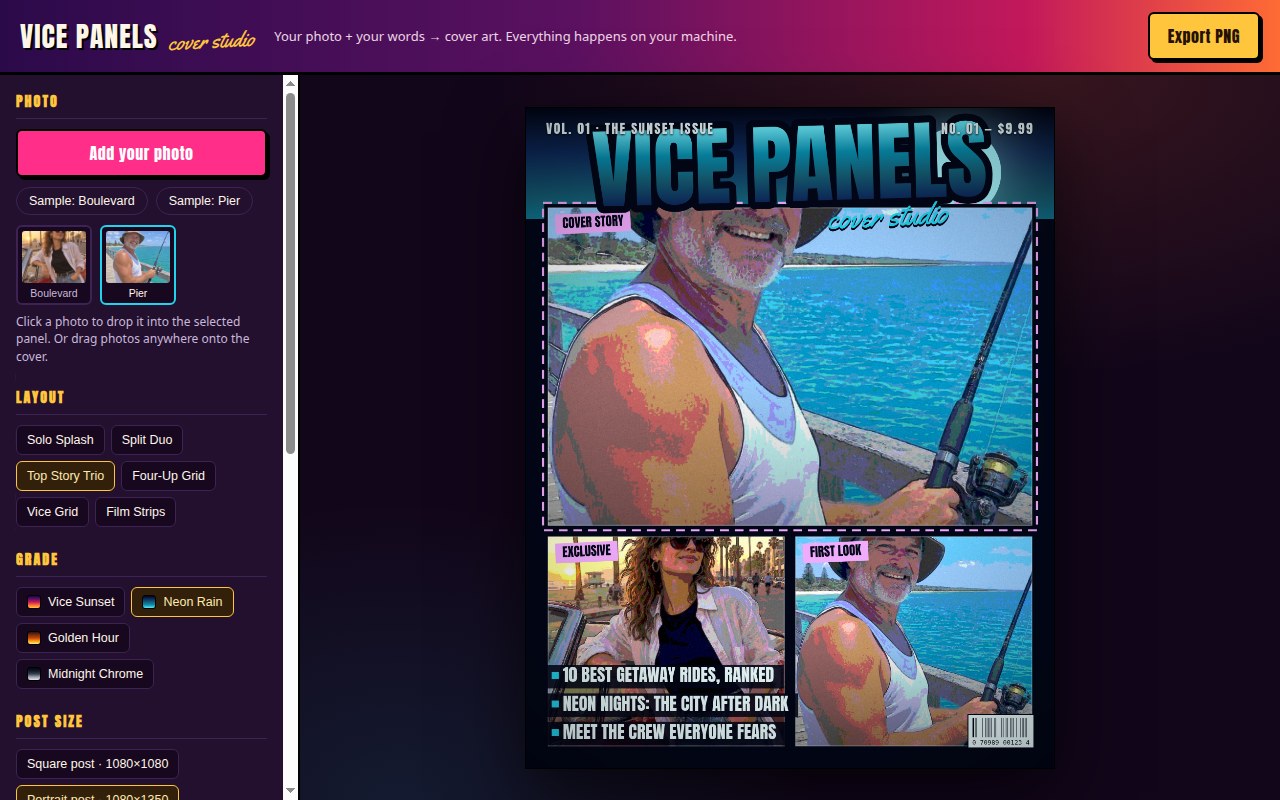 VICE PANELS cover studio Your photo + your words → cover art. Everything happens on your machine. Export PNG
PHOTO
Add your photo
Sample: Boulevard Sample: Pier
Boulevard Pier
Click a photo to drop it into the selected
panel. Or drag photos anywhere onto the
cover.
LAYOUT
Solo Splash Split Duo
Top Story Trio Four-Up Grid
Vice Grid Film Strips
GRADE
Vice Sunset Neon Rain
Golden Hour
Midnight Chrome
POST SIZE
Square post · 1080×1080
Portrait post · 1080×1350
VOL. 01 · THE SUNSET ISSUE NO. 01 — $9.99
VICE PANELS
cover studio
COVER STORY
EXCLUSIVE FIRST LOOK
10 BEST GETAWAY RIDES, RANKED
NEON NIGHTS: THE CITY AFTER DARK
MEET THE CREW EVERYONE FEARS
0 70989 00125 4